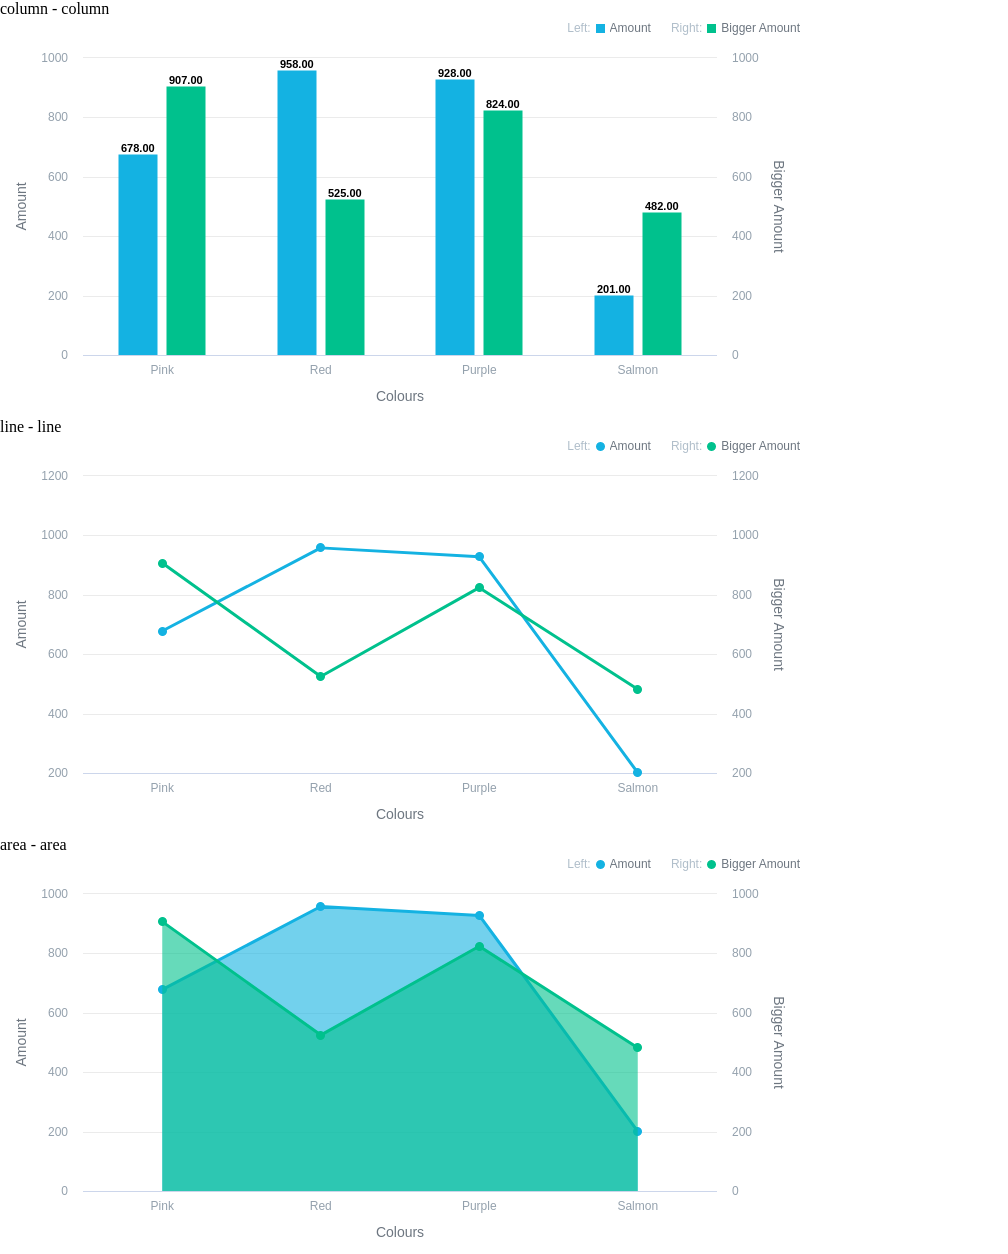 column - column
Left: Amount Right: Bigger Amount
1000 1000
958.00
928.00
907.00
824.00
800 800
678.00
600 600
525.00
482.00
400 400
201.00
200 200
0 0
Amount
Bigger Amount
Pink Red Purple Salmon
Colours
line - line
Left: Amount Right: Bigger Amount
1200 1200
1000 1000
800 800
600 600
400 400
200 200
Amount
Bigger Amount
Pink Red Purple Salmon
Colours
area - area
Left: Amount Right: Bigger Amount
1000 1000
800 800
600 600
400 400
200 200
0 0
Amount
Bigger Amount
Pink Red Purple Salmon
Colours